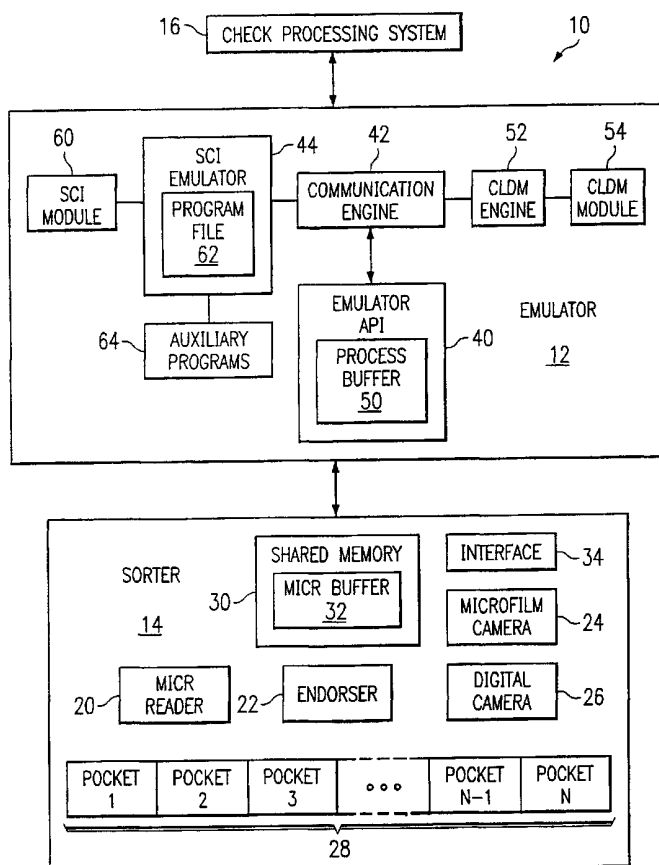 16
CHECK PROCESSING SYSTEM
10
60
SCI
MODULE
44
SCI
EMULATOR
PROGRAM
FILE
62
42
COMMUNICATION
ENGINE
52
CLDM
ENGINE
54
CLDM
MODULE
64
AUXILIARY
PROGRAMS
EMULATOR
API
PROCESS
BUFFER
50
40
EMULATOR
12
SORTER
14
SHARED MEMORY
MICR BUFFER
32
30
INTERFACE
34
MICROFILM
CAMERA
24
20
MICR
READER
22
ENDORSER
DIGITAL
CAMERA
26
POCKET
1
POCKET
2
POCKET
3
POCKET
N-1
POCKET
N
28